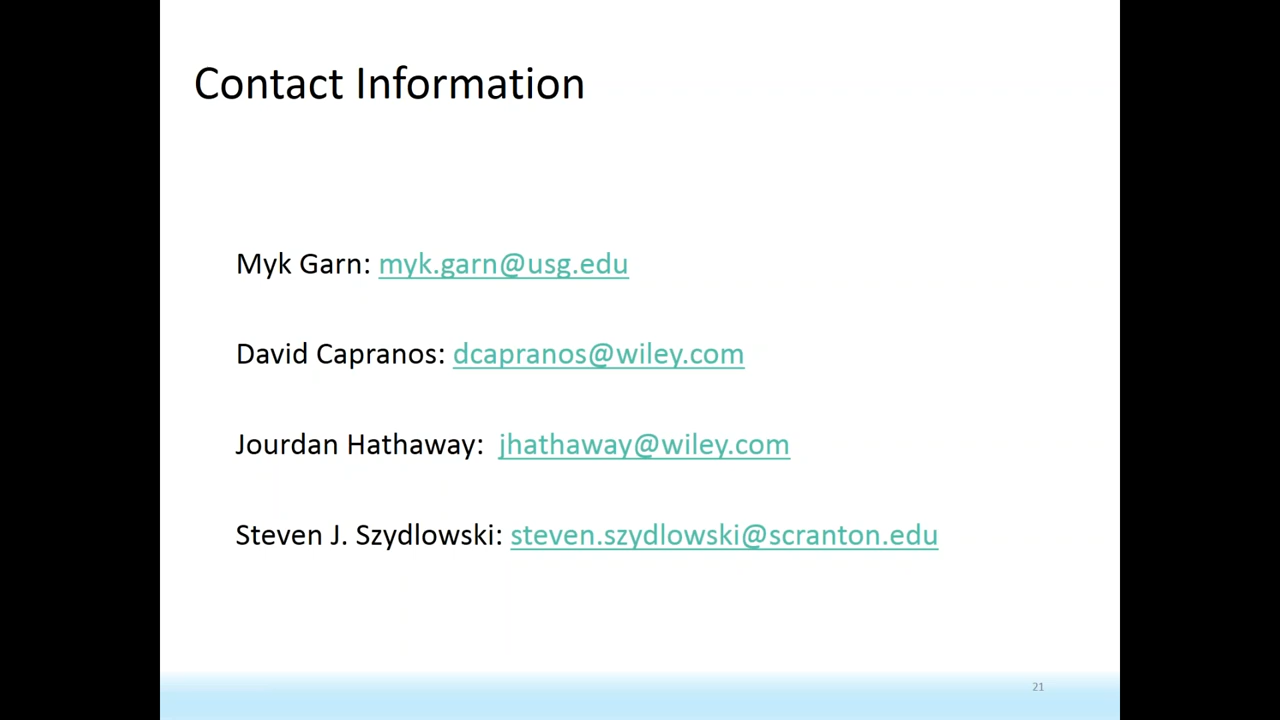 Contact Information
Myk Garn: myk.garn@usg.edu
David Capranos: dcapranos@wiley.com
Jourdan Hathaway: jhathaway@wiley.com
Steven J. Szydlowski: steven.szydlowski@scranton.edu
21